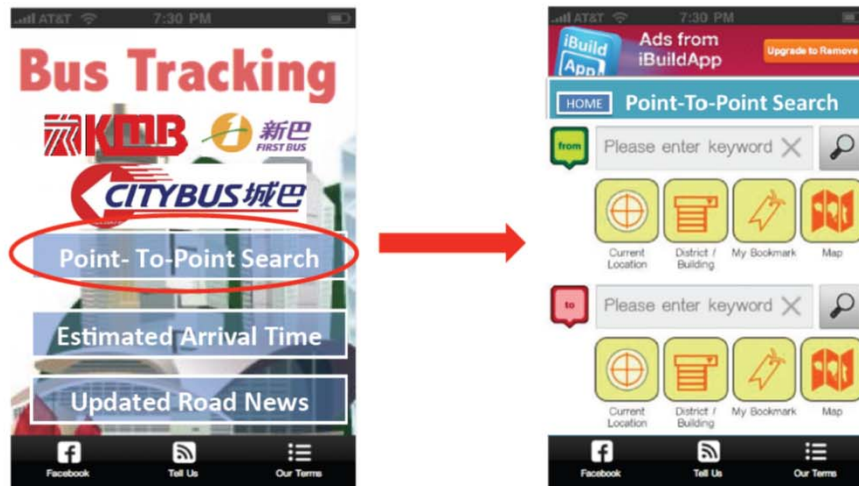 AT&T 7:30 PM
Bus Tracking
KMB 新巴
FIRST BUS
CITYBUS城巴
Point- To-Point Search
Estimated Arrival Time
Updated Road News
Facebook Tell Us Our Terms
AT&T 7:30 PM
iBuild
App
Ads from
iBuildApp
Upgrade to Remove
HOME Point-To-Point Search
from Please enter keyword
Current
Location
District /
Building
My Bookmark
Map
to Please enter keyword
Current
Location
District /
Building
My Bookmark
Map
Facebook Tell Us Our Terms